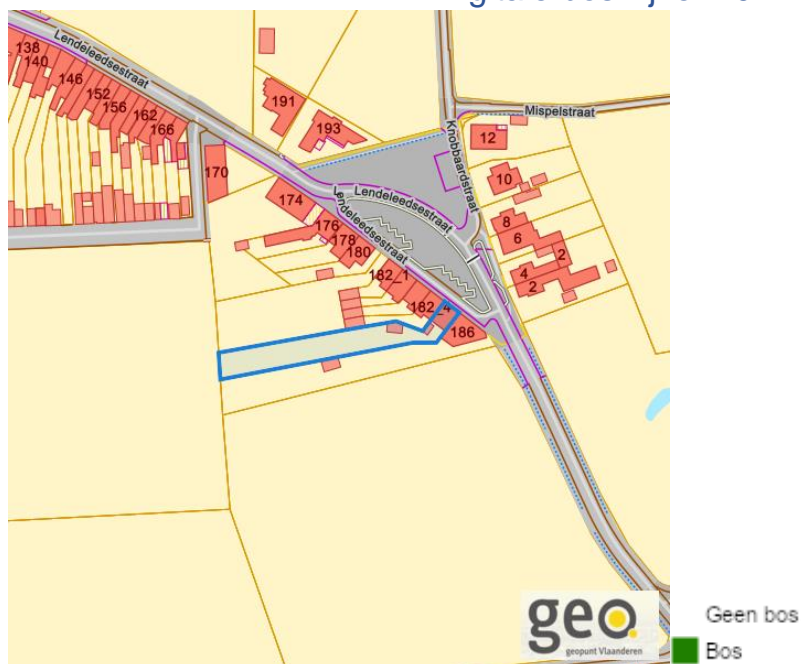 138
140
146
152
156
162
166
Lendeleedsestraat
170
191
193
174
176
178
180
182_1
182_4
186
Lendeleedsestraat
Lendeleedsestraat
Knobbaardstraat
Mispelstraat
12
10
8
6
2
4
2
geo.
geopunt Vlaanderen
Geen bos
Bos